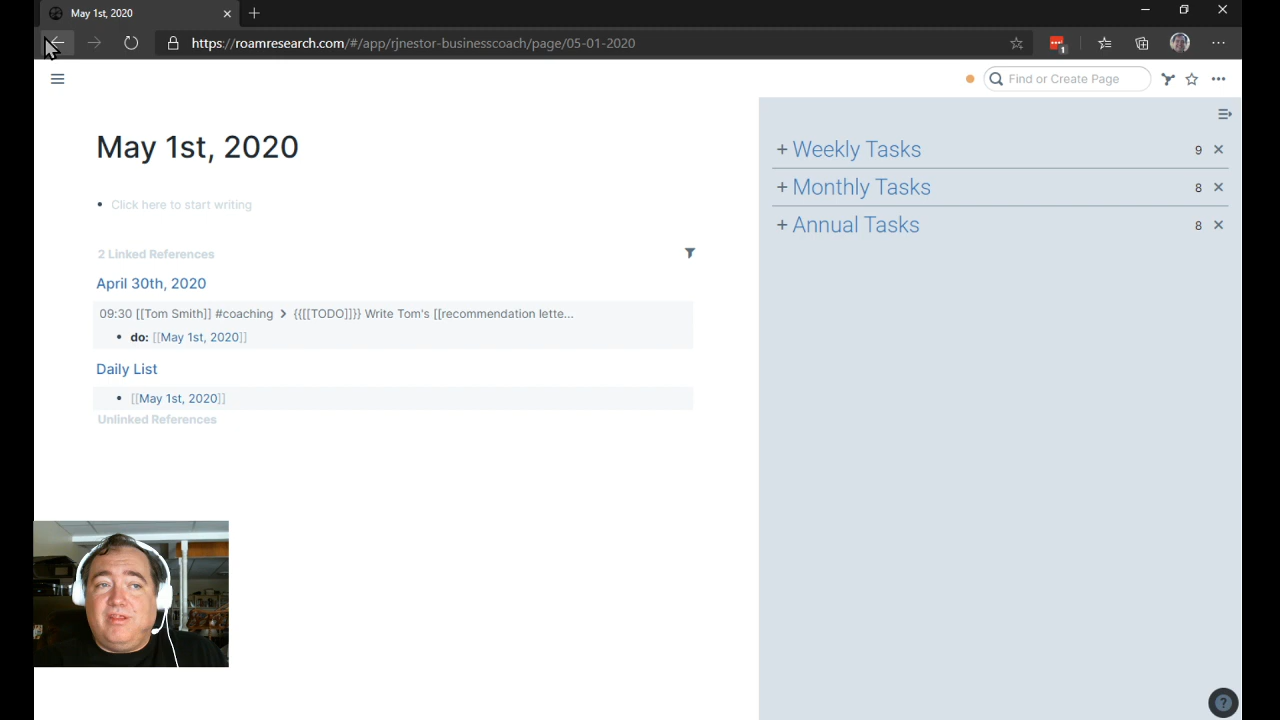 May 1st, 2020
https://roamresearch.com/#/app/rjnestor-businesscoach/page/05-01-2020
1
Find or Create Page
May 1st, 2020
Click here to start writing
2 Linked References
April 30th, 2020
09:30 [[Tom Smith]] #coaching > {{[[TODO]]}} Write Tom's [[recommendation lette...
do: [[May 1st, 2020]]
Daily List
[[May 1st, 2020]]
Unlinked References
+ Weekly Tasks 9
+ Monthly Tasks 8
+ Annual Tasks 8
?